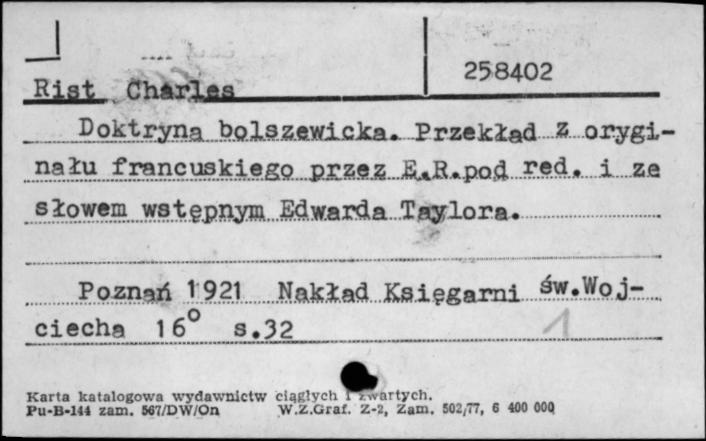 258402
Rist Charles
Doktryna bolszewicka. Przekład z orygi-
nału francuskiego przez E.R.pod red. i ze
słowem wstępnym Edwarda Taylora.
Poznań 1921 Nakład Księgarni św.Woj-
ciecha 16° s.32
1
Karta katalogowa wydawnictw ciągłych i zwartych.
Pu-B-144 zam. 567/DW/On W.Z.Graf. Z-2, Zam. 502/77, 6 400 000